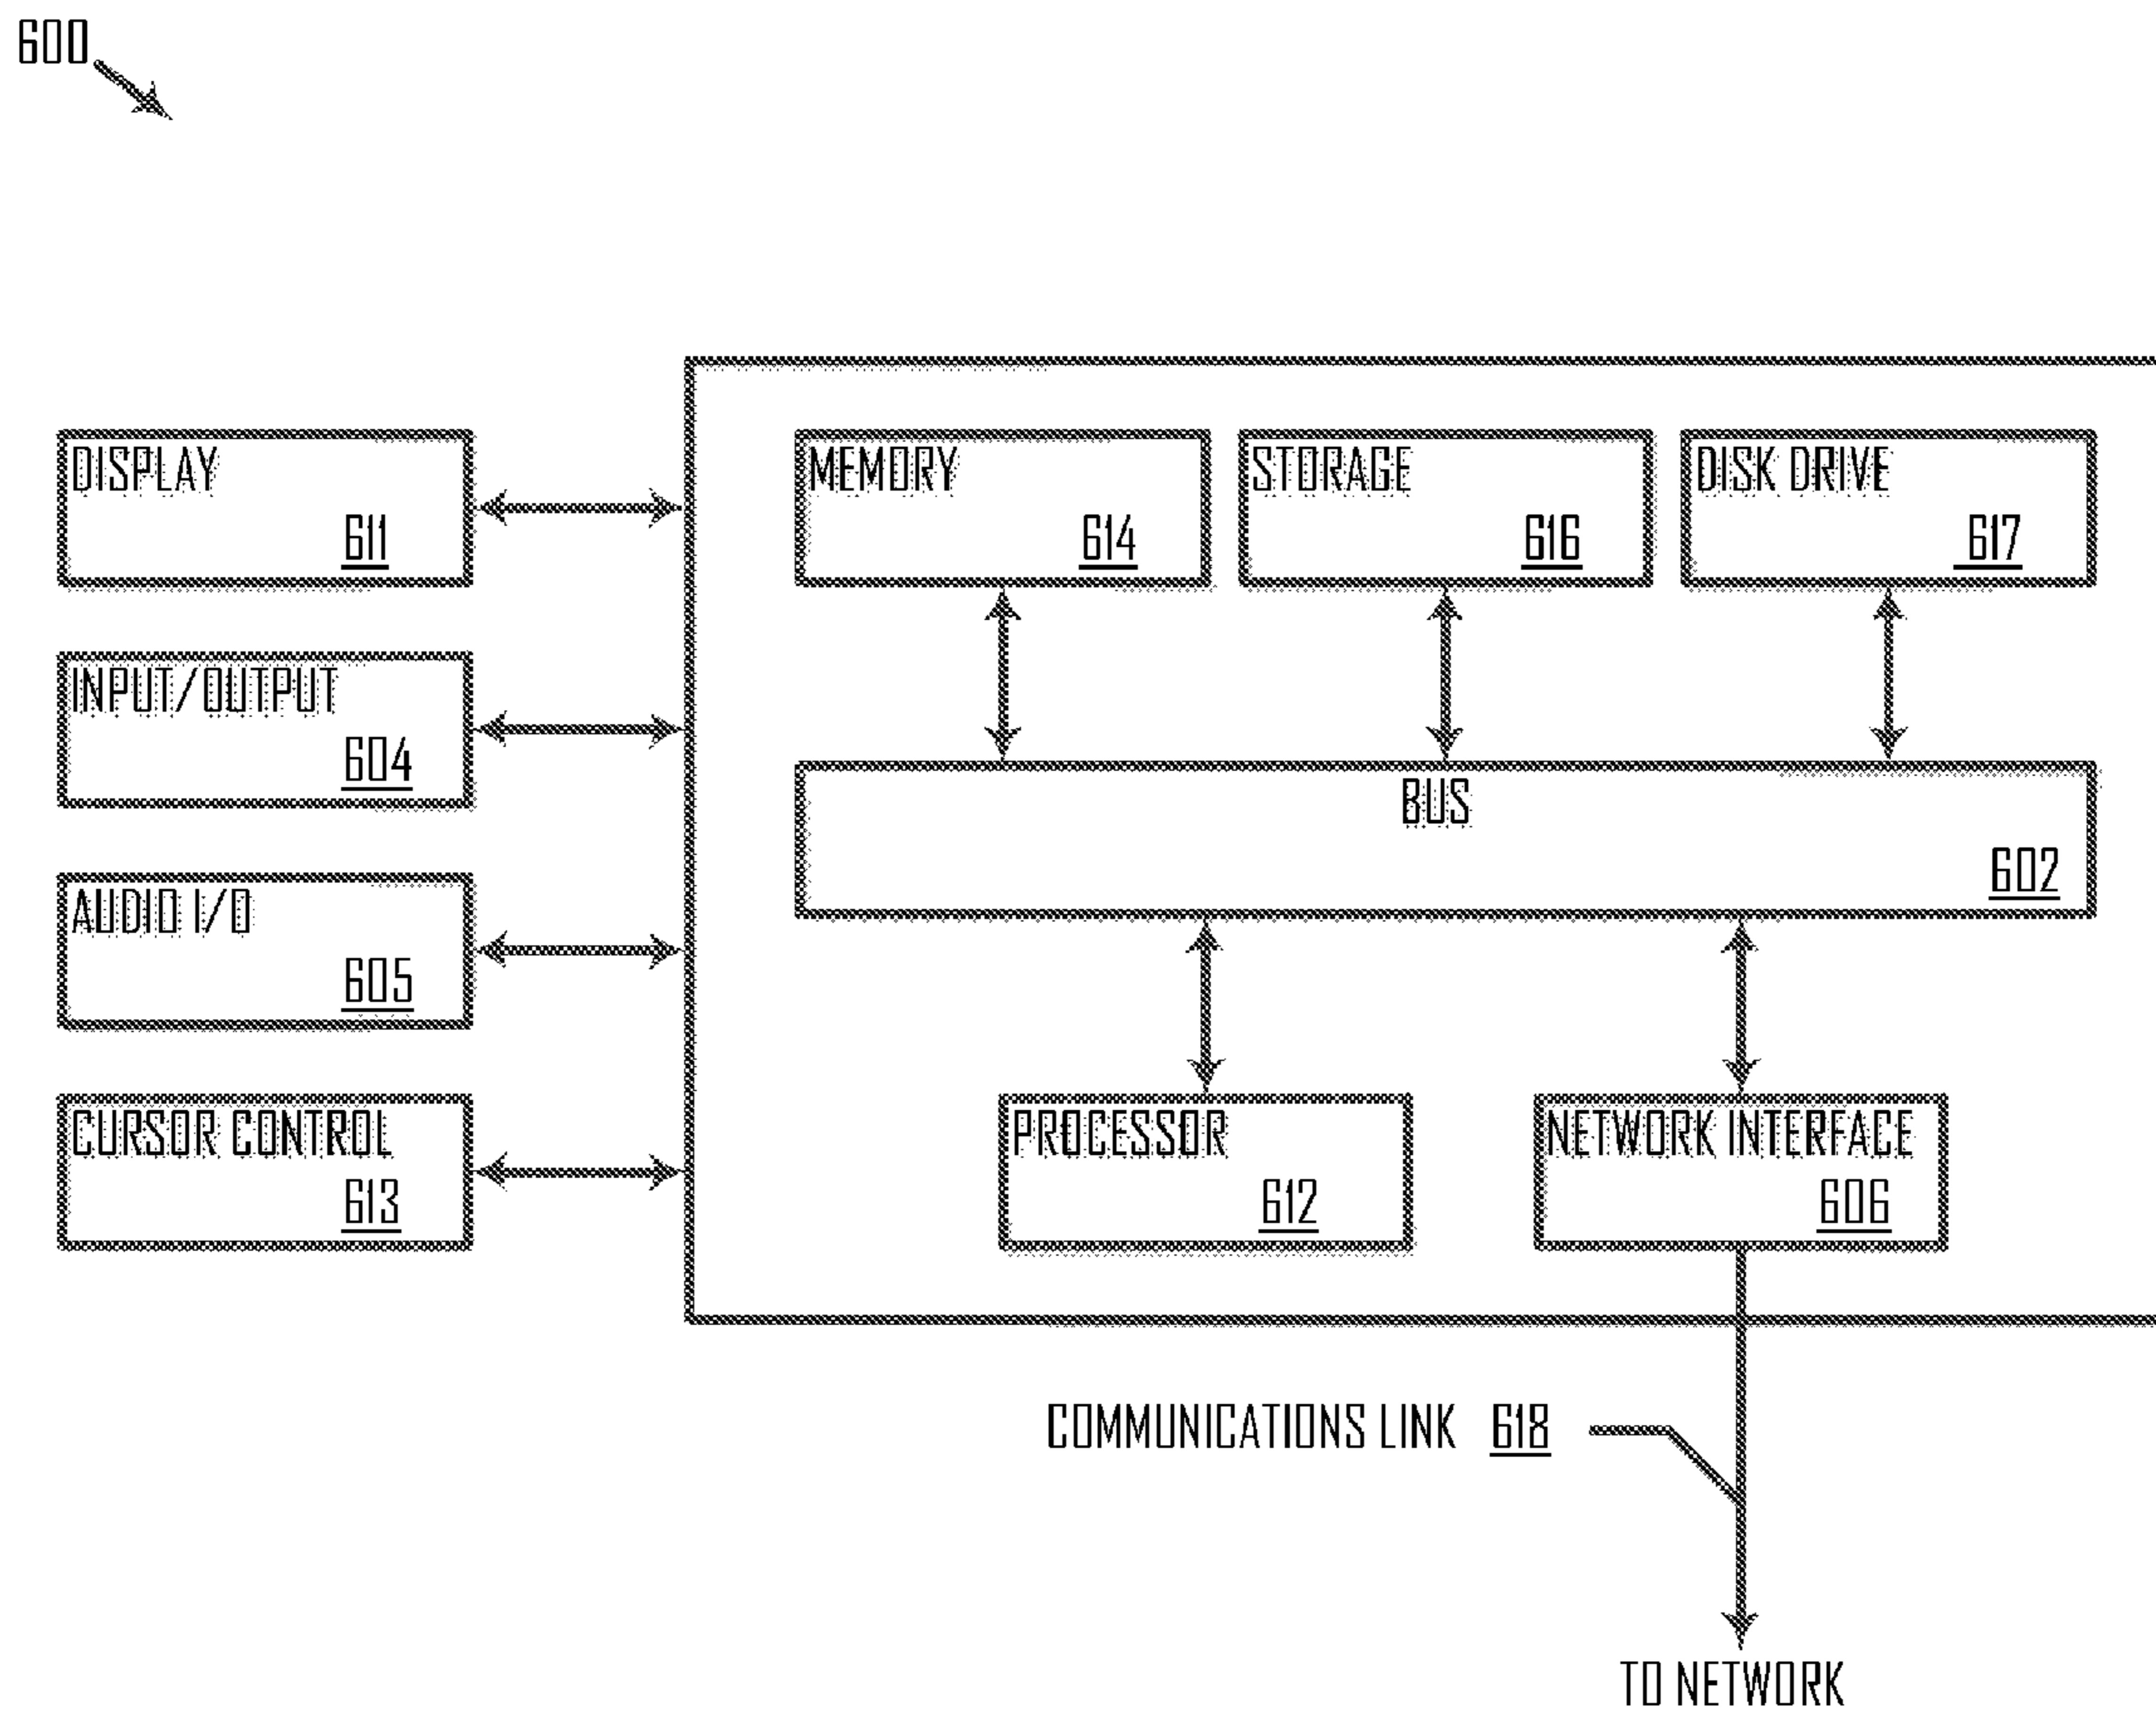 600
DISPLAY
611
INPUT/OUTPUT
604
AUDIO I/O
605
CURSOR CONTROL
613
MEMORY
614
STORAGE
616
DISK DRIVE
617
BUS
602
PROCESSOR
612
NETWORK INTERFACE
606
COMMUNICATIONS LINK 618
TO NETWORK